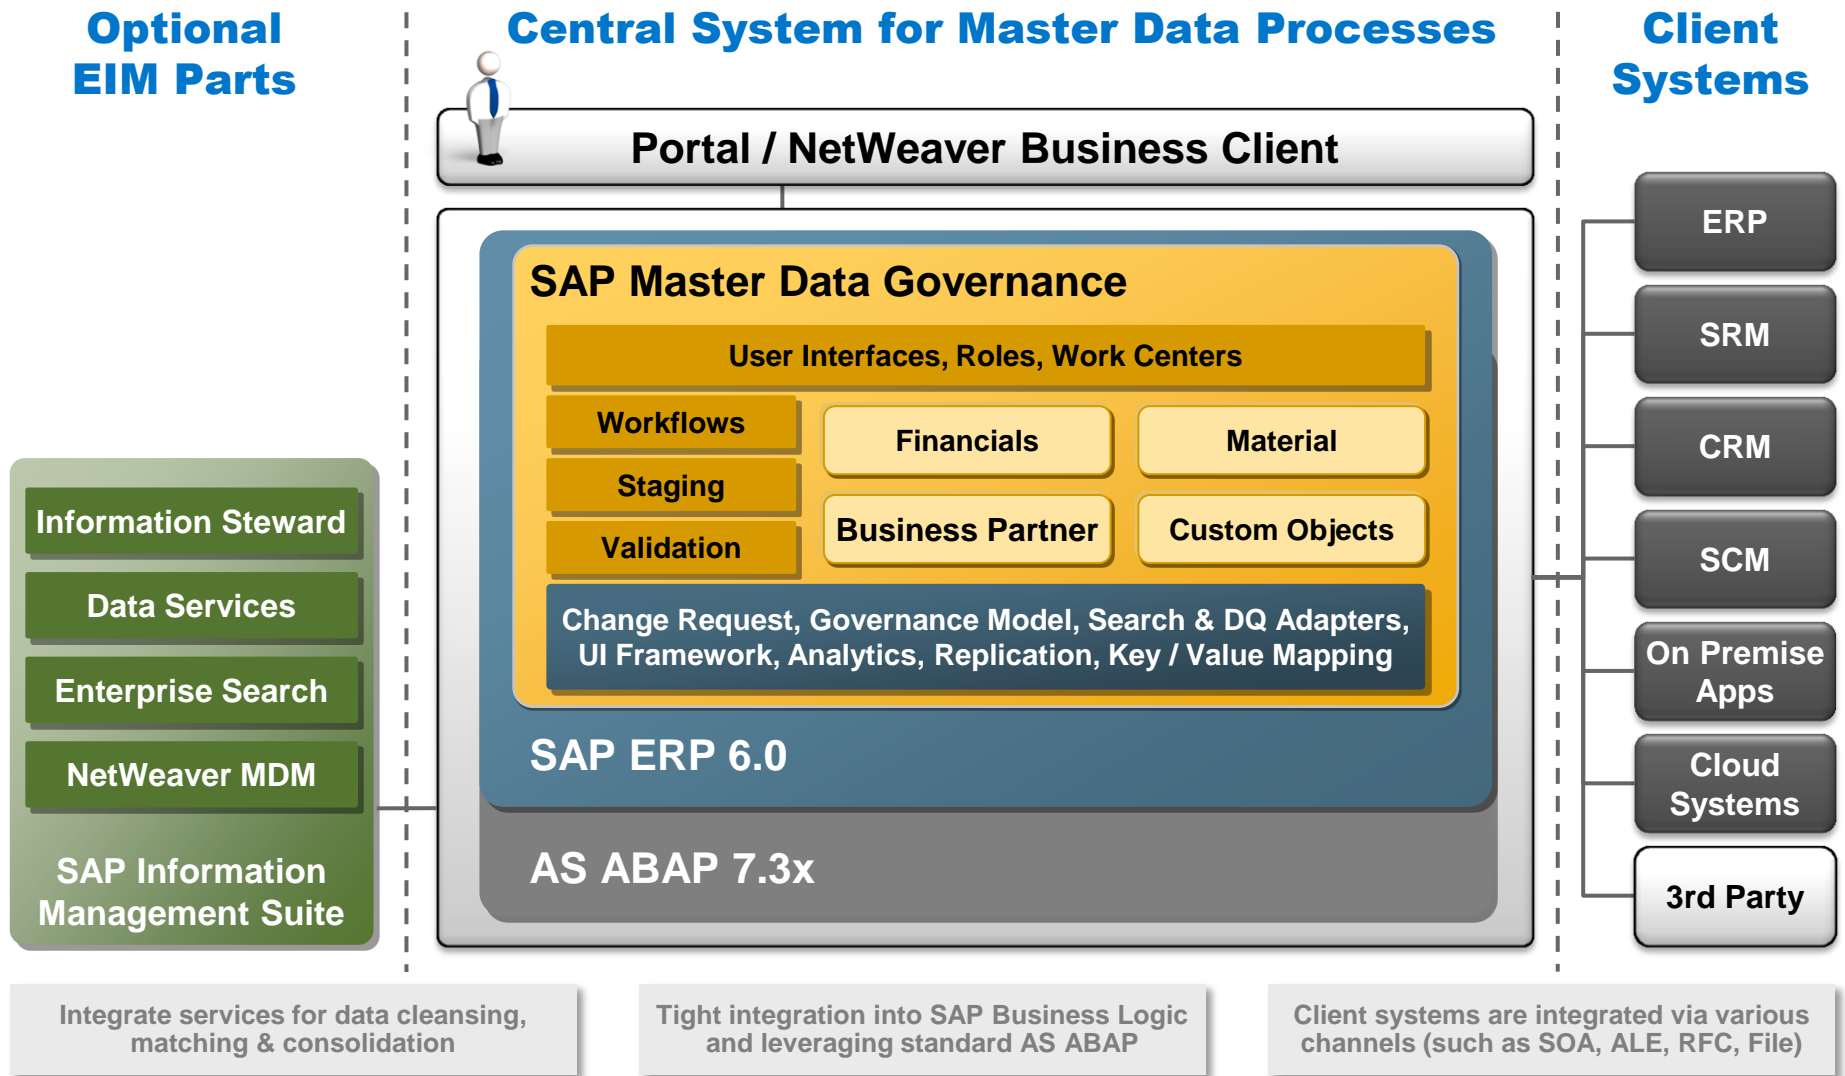 Optional
EIM Parts
Central System for Master Data Processes
Client
Systems
Portal / NetWeaver Business Client
SAP Master Data Governance
User Interfaces, Roles, Work Centers
Workflows
Staging
Validation
Financials
Material
Business Partner
Custom Objects
Change Request, Governance Model, Search & DQ Adapters,
UI Framework, Analytics, Replication, Key / Value Mapping
SAP ERP 6.0
AS ABAP 7.3x
Information Steward
Data Services
Enterprise Search
NetWeaver MDM
SAP Information
Management Suite
ERP
SRM
CRM
SCM
On Premise
Apps
Cloud
Systems
3rd Party
Integrate services for data cleansing,
matching & consolidation
Tight integration into SAP Business Logic
and leveraging standard AS ABAP
Client systems are integrated via various
channels (such as SOA, ALE, RFC, File)